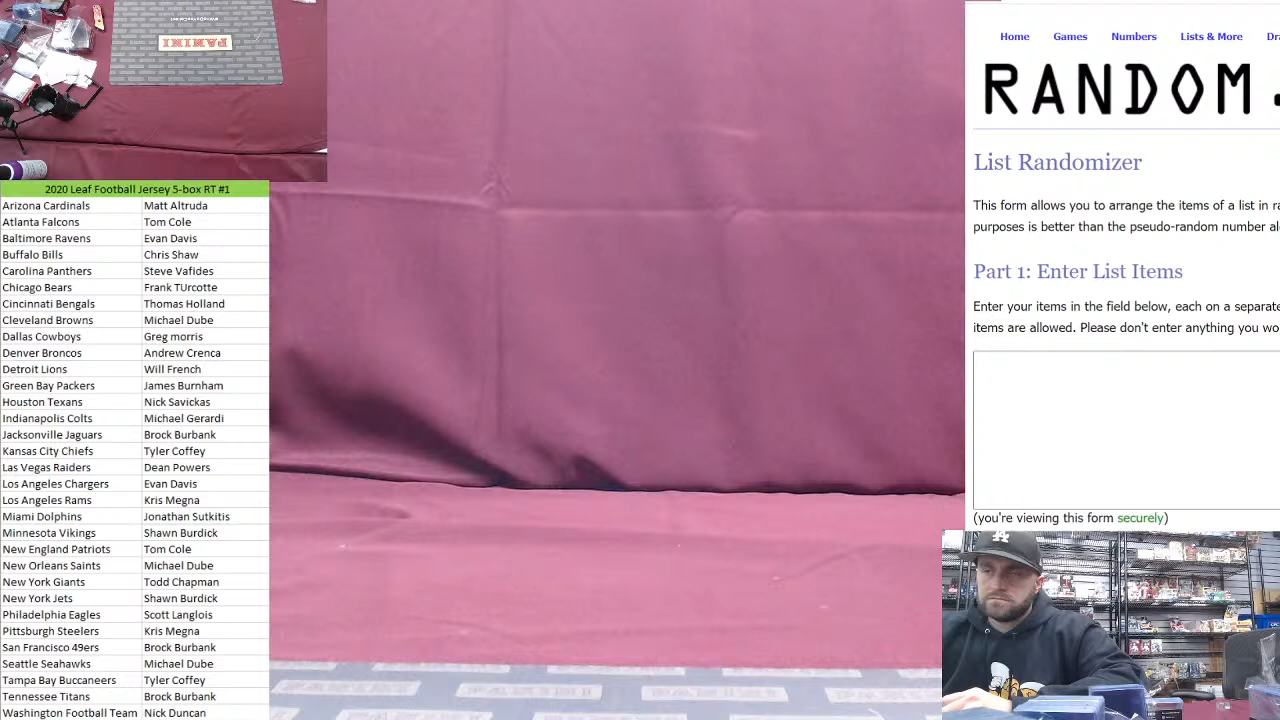 PANINI
2020 Leaf Football Jersey 5-box RT #1
Arizona Cardinals Matt Altruda
Atlanta Falcons Tom Cole
Baltimore Ravens Evan Davis
Buffalo Bills Chris Shaw
Carolina Panthers Steve Vafides
Chicago Bears Frank TUrcotte
Cincinnati Bengals Thomas Holland
Cleveland Browns Michael Dube
Dallas Cowboys Greg morris
Denver Broncos Andrew Crenca
Detroit Lions Will French
Green Bay Packers James Burnham
Houston Texans Nick Savickas
Indianapolis Colts Michael Gerardi
Jacksonville Jaguars Brock Burbank
Kansas City Chiefs Tyler Coffey
Las Vegas Raiders Dean Powers
Los Angeles Chargers Evan Davis
Los Angeles Rams Kris Megna
Miami Dolphins Jonathan Sutkitis
Minnesota Vikings Shawn Burdick
New England Patriots Tom Cole
New Orleans Saints Michael Dube
New York Giants Todd Chapman
New York Jets Shawn Burdick
Philadelphia Eagles Scott Langlois
Pittsburgh Steelers Kris Megna
San Francisco 49ers Brock Burbank
Seattle Seahawks Michael Dube
Tampa Bay Buccaneers Tyler Coffey
Tennessee Titans Brock Burbank
Washington Football Team Nick Duncan
Home Games Numbers Lists & More Dra
RANDOM
List Randomizer
This form allows you to arrange the items of a list in ra
purposes is better than the pseudo-random number al
Part 1: Enter List Items
Enter your items in the field below, each on a separate
items are allowed. Please don't enter anything you wo
(you're viewing this form securely)
LA